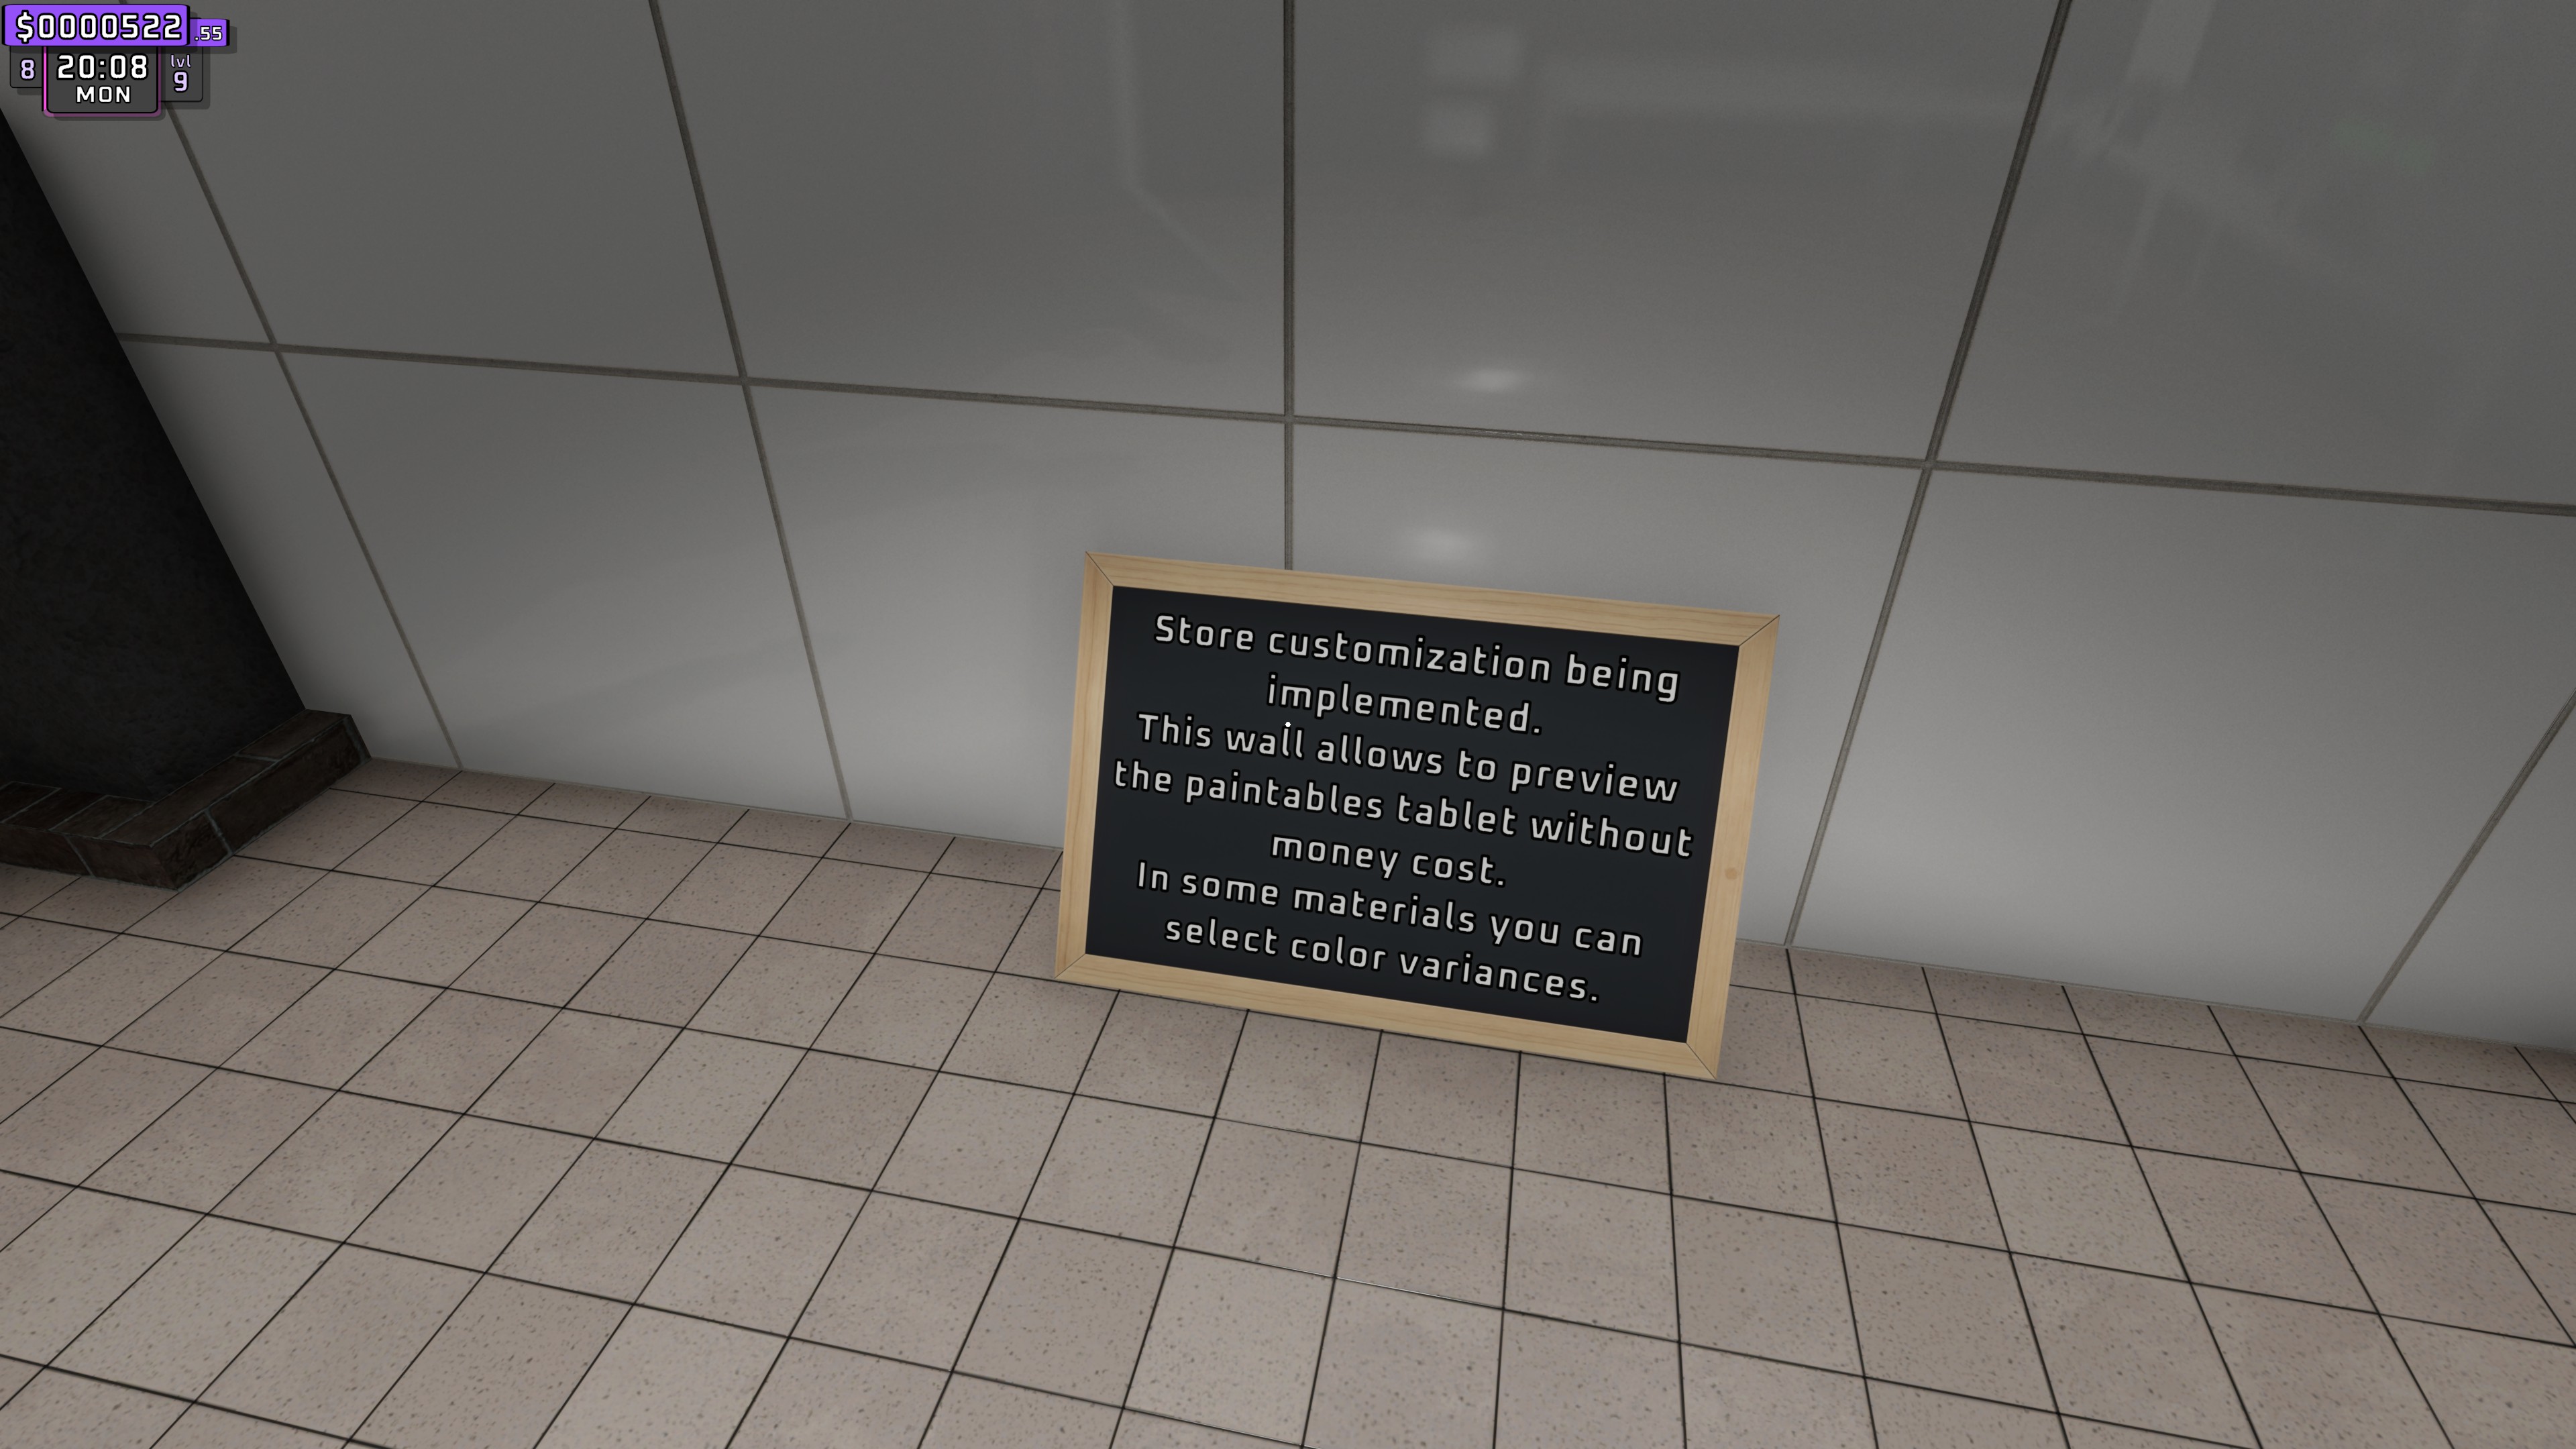 $0000522.55
8 20:08 lvl 9
MON
Store customization being
implemented.
This wall allows to preview
the paintables tablet without
money cost.
In some materials you can
select color variances.